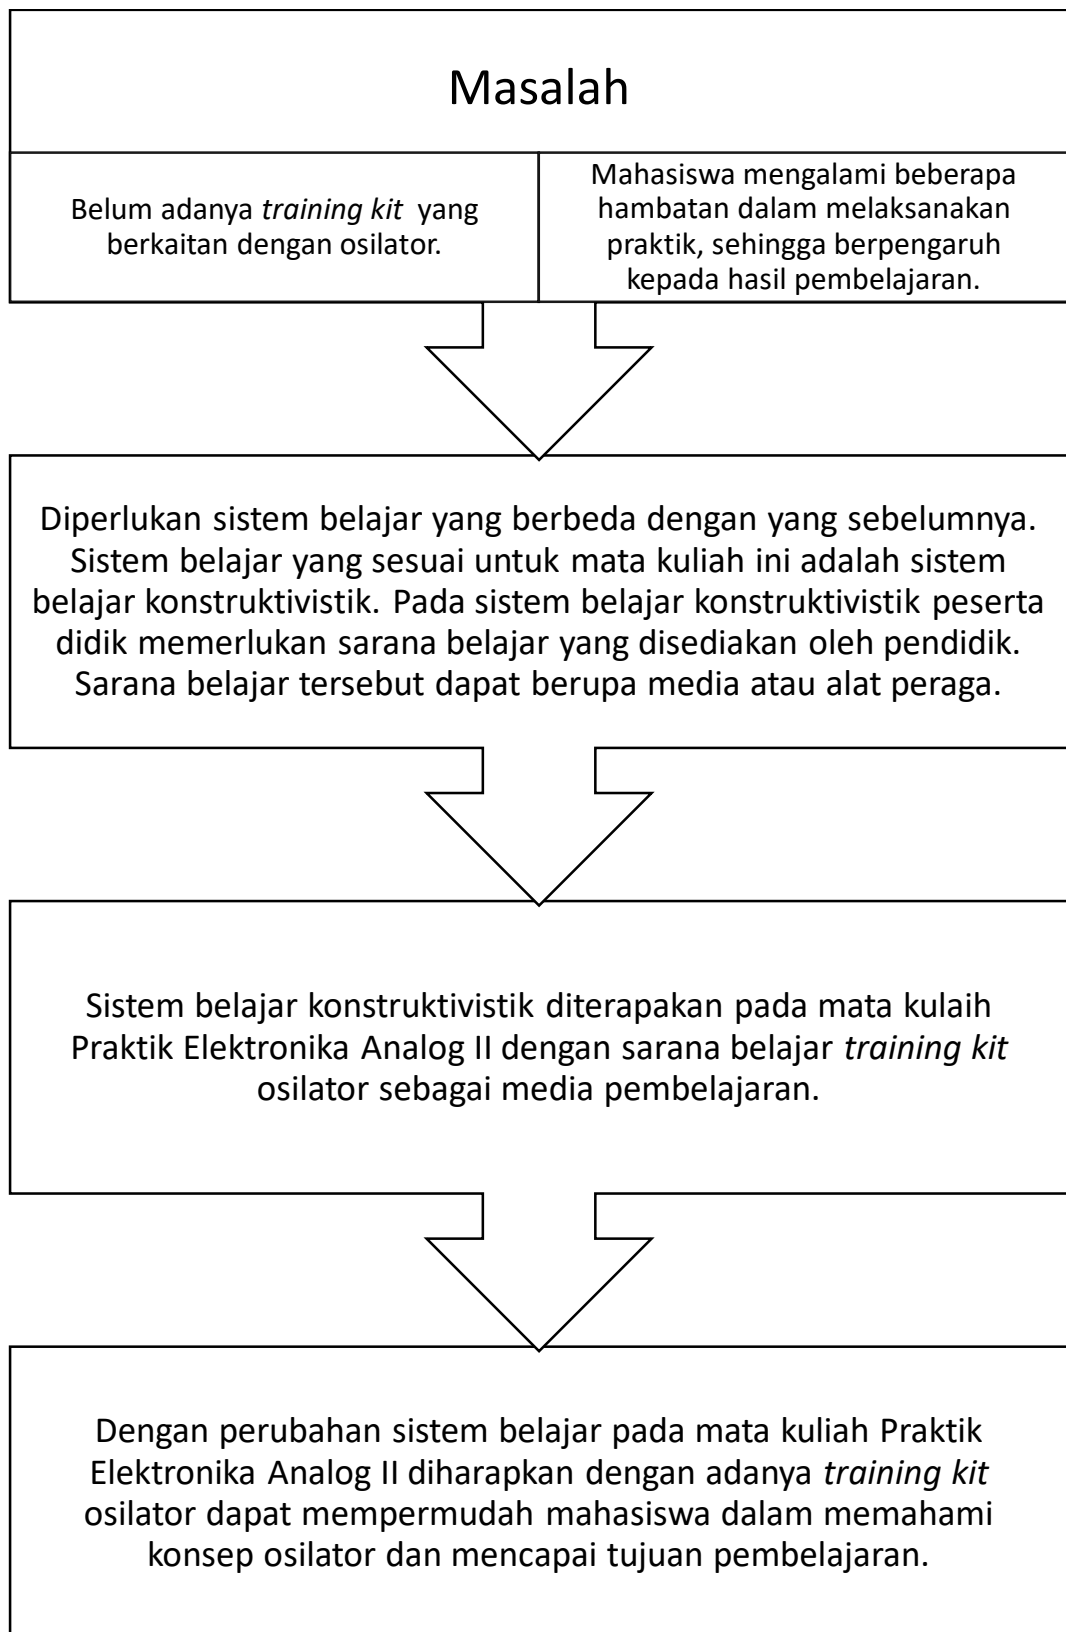 Masalah
Belum adanya training kit yang
berkaitan dengan osilator.
Mahasiswa mengalami beberapa
hambatan dalam melaksanakan
praktik, sehingga berpengaruh
kepada hasil pembelajaran.
Diperlukan sistem belajar yang berbeda dengan yang sebelumnya.
Sistem belajar yang sesuai untuk mata kuliah ini adalah sistem
belajar konstruktivistik. Pada sistem belajar konstruktivistik peserta
didik memerlukan sarana belajar yang disediakan oleh pendidik.
Sarana belajar tersebut dapat berupa media atau alat peraga.
Sistem belajar konstruktivistik diterapakan pada mata kulaih
Praktik Elektronika Analog II dengan sarana belajar training kit
osilator sebagai media pembelajaran.
Dengan perubahan sistem belajar pada mata kuliah Praktik
Elektronika Analog II diharapkan dengan adanya training kit
osilator dapat mempermudah mahasiswa dalam memahami
konsep osilator dan mencapai tujuan pembelajaran.